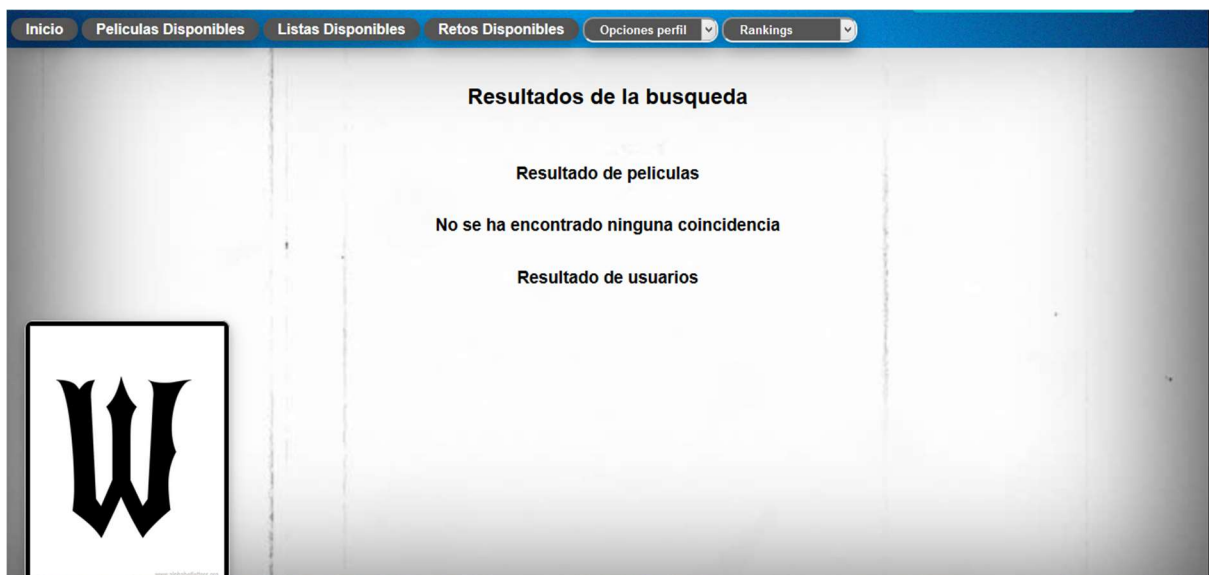 Inicio Peliculas Disponibles Listas Disponibles Retos Disponibles Opciones perfil Rankings
Resultados de la busqueda
Resultado de peliculas
No se ha encontrado ninguna coincidencia
Resultado de usuarios
W